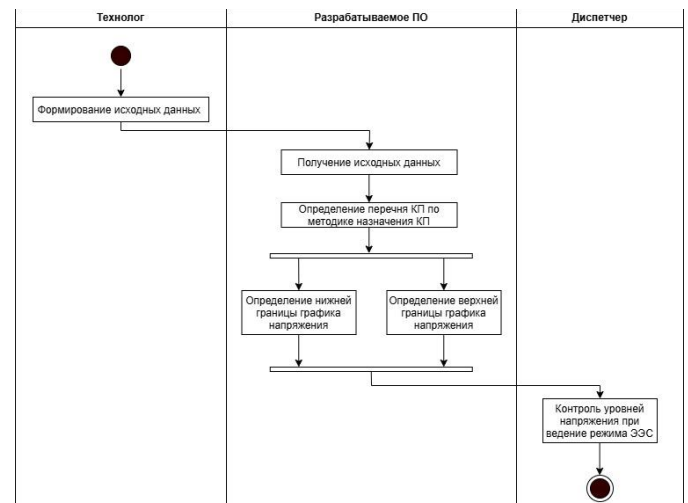 Технолог
Разрабатываемое ПО
Диспетчер
Формирование исходных данных
Получение исходных данных
Определение перечня КП по
методике назначения КП
Определение нижней
границы графика
напряжения
Определение верхней
границы графика
напряжения
Контроль уровней
напряжения при
ведение режима ЭЭС